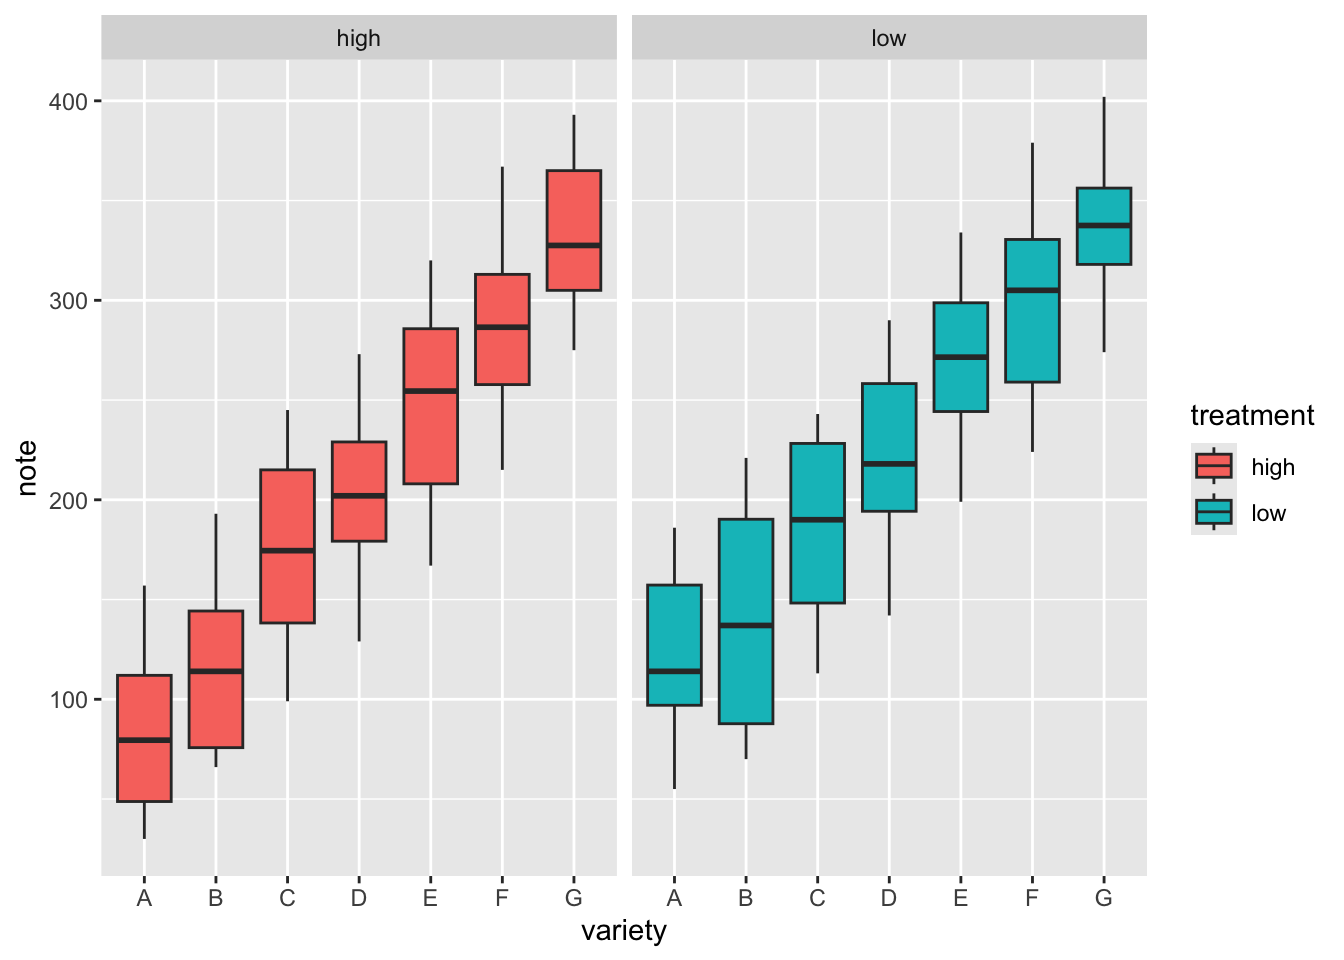 high low
400
300
200
100
note
A B C D E F G A B C D E F G
variety
treatment
high
low